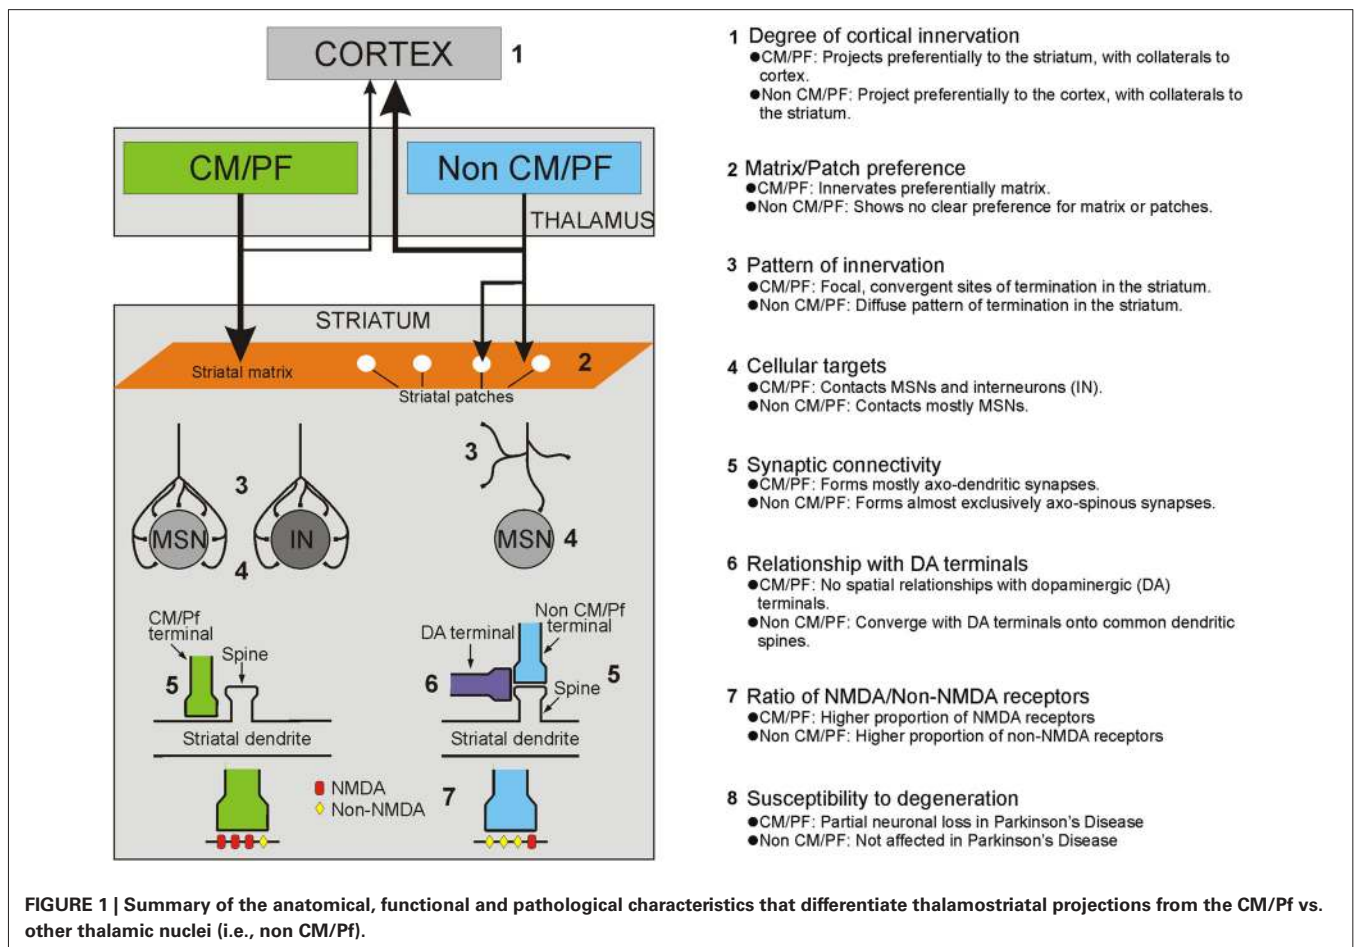 CORTEX
1
CM/PF
Non CM/PF
THALAMUS
STRIATUM
Striatal matrix
2
Striatal patches
3
3
MSN
IN
MSN
4
4
CM/Pf
terminal
Spine
5
Non CM/Pf
terminal
DA terminal
6
5
Spine
Striatal dendrite
Striatal dendrite
NMDA
Non-NMDA
7
1 Degree of cortical innervation
●CM/PF: Projects preferentially to the striatum, with collaterals to
cortex.
●Non CM/PF: Project preferentially to the cortex, with collaterals to
the striatum.
2 Matrix/Patch preference
●CM/PF: Innervates preferentially matrix.
●Non CM/PF: Shows no clear preference for matrix or patches.
3 Pattern of innervation
●CM/PF: Focal, convergent sites of termination in the striatum.
●Non CM/PF: Diffuse pattern of termination in the striatum.
4 Cellular targets
●CM/PF: Contacts MSNs and interneurons (IN).
●Non CM/PF: Contacts mostly MSNs.
5 Synaptic connectivity
●CM/PF: Forms mostly axo-dendritic synapses.
●Non CM/PF: Forms almost exclusively axo-spinous synapses.
6 Relationship with DA terminals
●CM/PF: No spatial relationships with dopaminergic (DA)
terminals.
●Non CM/PF: Converge with DA terminals onto common dendritic
spines.
7 Ratio of NMDA/Non-NMDA receptors
●CM/PF: Higher proportion of NMDA receptors
●Non CM/PF: Higher proportion of non-NMDA receptors
8 Susceptibility to degeneration
●CM/PF: Partial neuronal loss in Parkinson's Disease
●Non CM/PF: Not affected in Parkinson's Disease
FIGURE 1 | Summary of the anatomical, functional and pathological characteristics that differentiate thalamostriatal projections from the CM/Pf vs.
other thalamic nuclei (i.e., non CM/Pf).